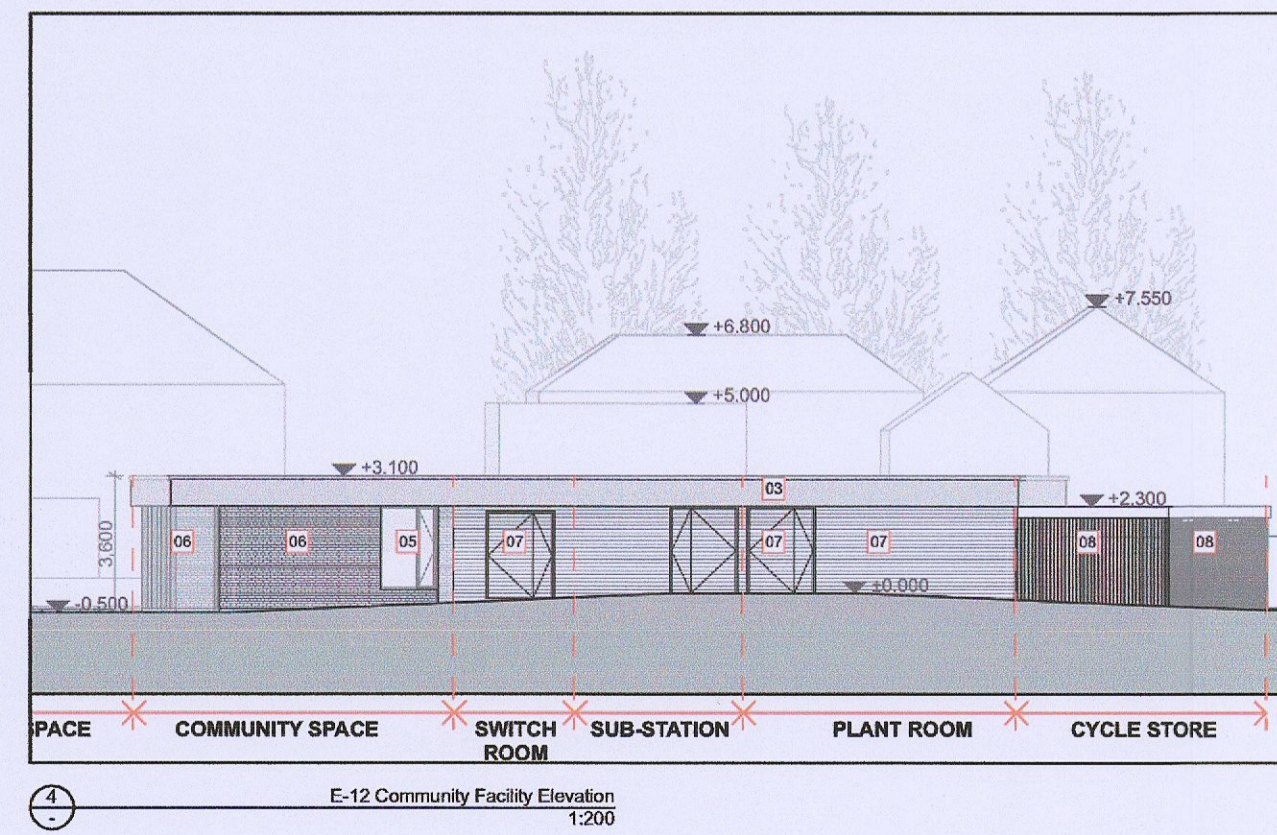 +7.550
+6.800
+5.000
+3.100
03
+2.300
3.600
06
06
05
07
07
07
08
08
±0.000
-0.500
SPACE
COMMUNITY SPACE
SWITCH
ROOM
SUB-STATION
PLANT ROOM
CYCLE STORE
4
-
E-12 Community Facility Elevation
1:200